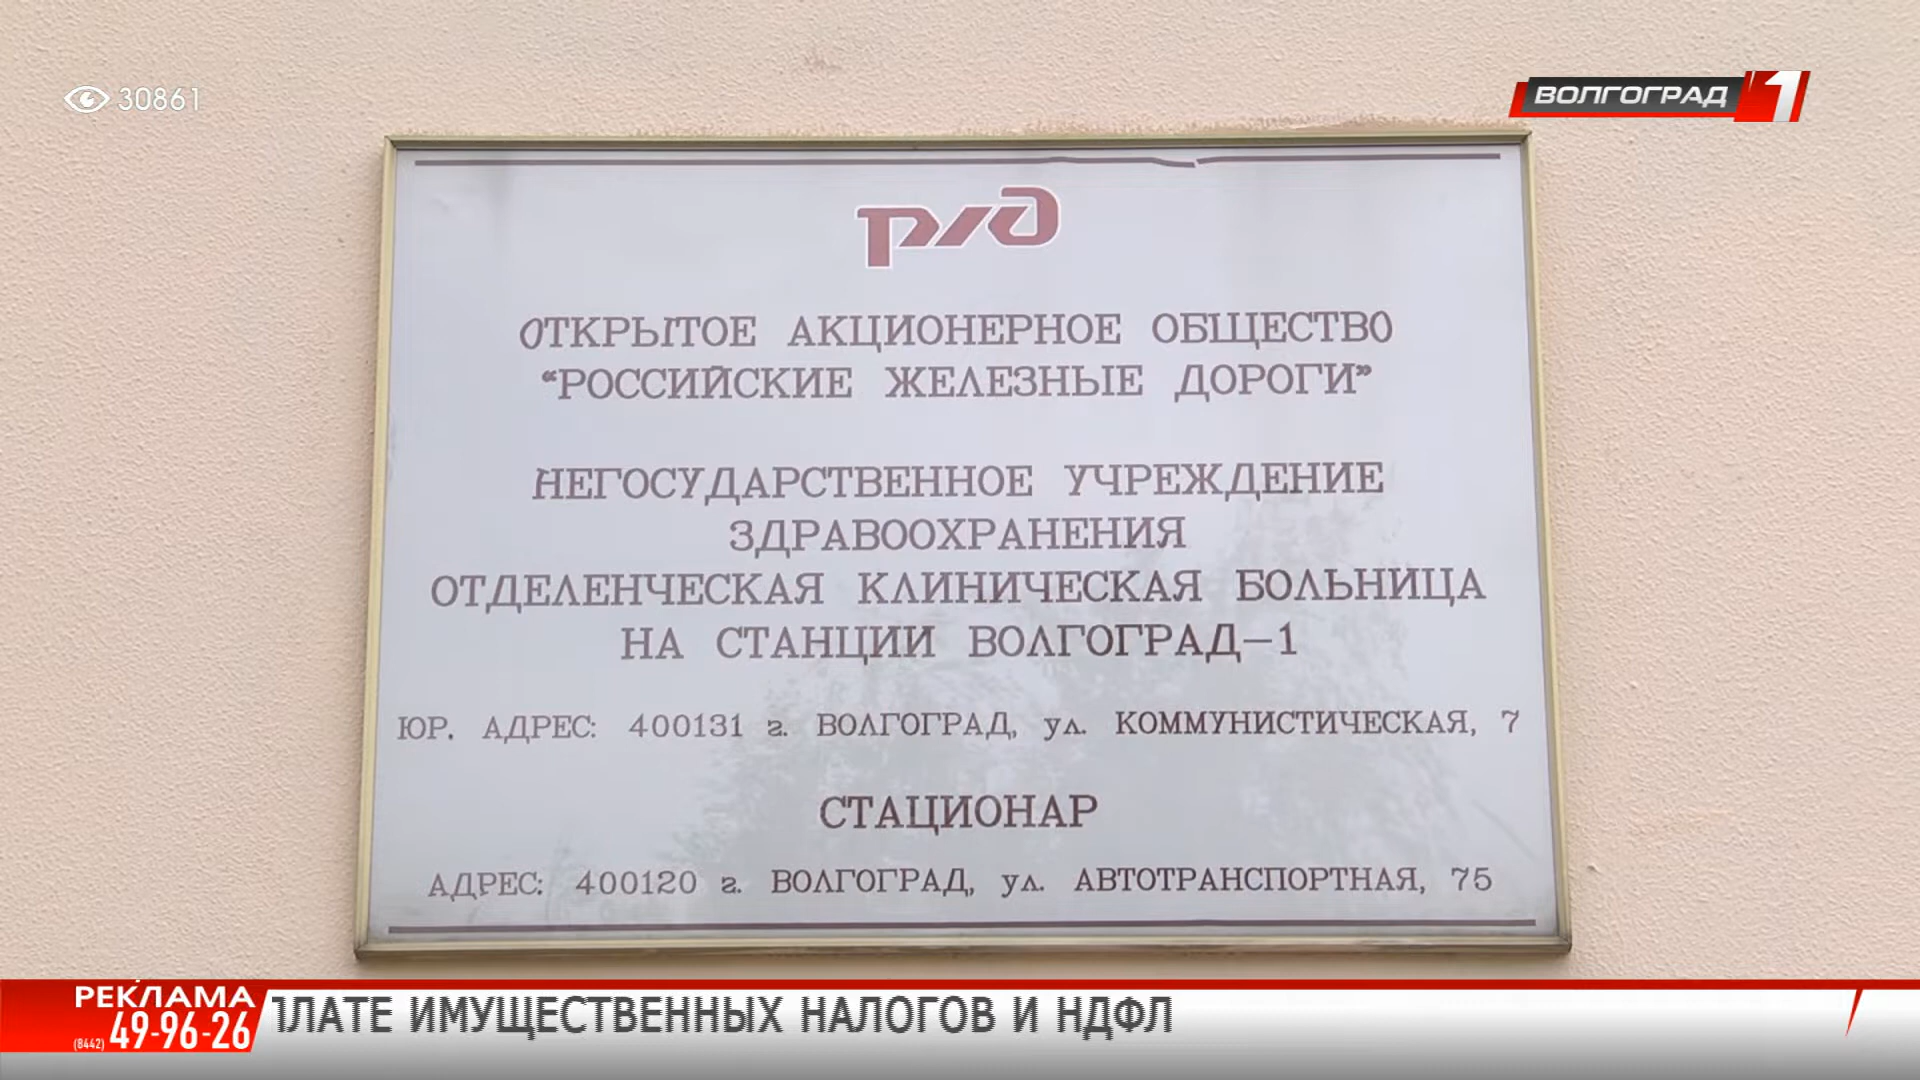 30861
ВОЛГОГРАД 1
РЖД
ОТКРЫТОЕ АКЦИОНЕРНОЕ ОБЩЕСТВО
“РОССИЙСКИЕ ЖЕЛЕЗНЫЕ ДОРОГИ”
НЕГОСУДАРСТВЕННОЕ УЧРЕЖДЕНИЕ
ЗДРАВООХРАНЕНИЯ
ОТДЕЛЕНЧЕСКАЯ КЛИНИЧЕСКАЯ БОЛЬНИЦА
НА СТАНЦИИ ВОЛГОГРАД-1
ЮР. АДРЕС: 400131 г. ВОЛГОГРАД, ул. КОММУНИСТИЧЕСКАЯ, 7
СТАЦИОНАР
АДРЕС: 400120 г. ВОЛГОГРАД, ул. АВТОТРАНСПОРТНАЯ, 75
РЕКЛАМА
(8442) 49-96-26
ПЛАТЕ ИМУЩЕСТВЕННЫХ НАЛОГОВ И НДФЛ